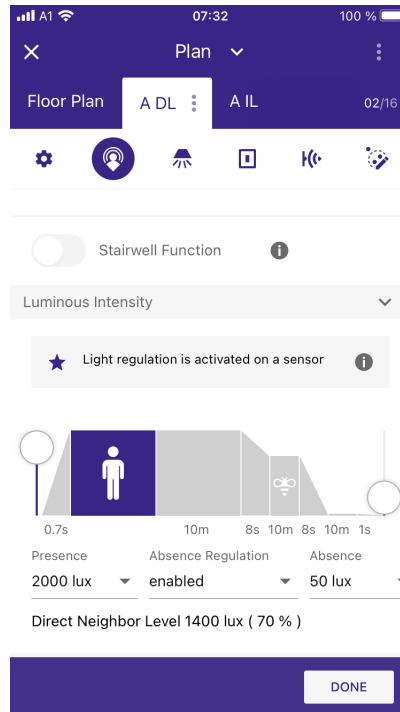 A1 07:32 100 %
Plan
Floor Plan A DL A IL 02/16
Stairwell Function
Luminous Intensity
Light regulation is activated on a sensor
0.7s 10m 8s 10m 8s 10m 1s
Presence Absence Regulation Absence
2000 lux enabled 50 lux
Direct Neighbor Level 1400 lux ( 70 % )
DONE